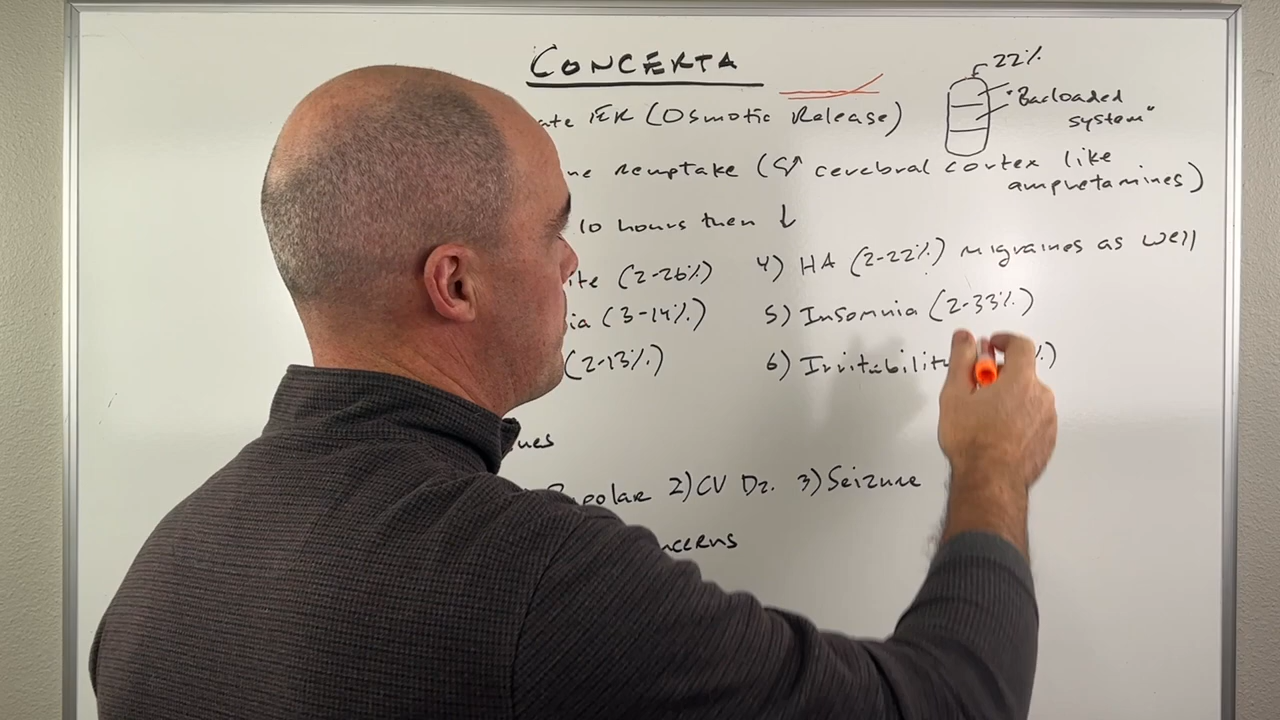 CONCERTA
22%
"Bacloaded
system"
ate ER (Osmotic Release)
ne reuptake (↑ cerebral cortex like
amphetamines)
10 hours then ↓
ite (2-26%)
4) HA (2-22%) migraines as well
ia (3-14%)
5) Insomnia (2-33%)
(2-13%)
6) Irritabilit %)
ues
polar 2) CV Dz. 3) Seizure
ncerns